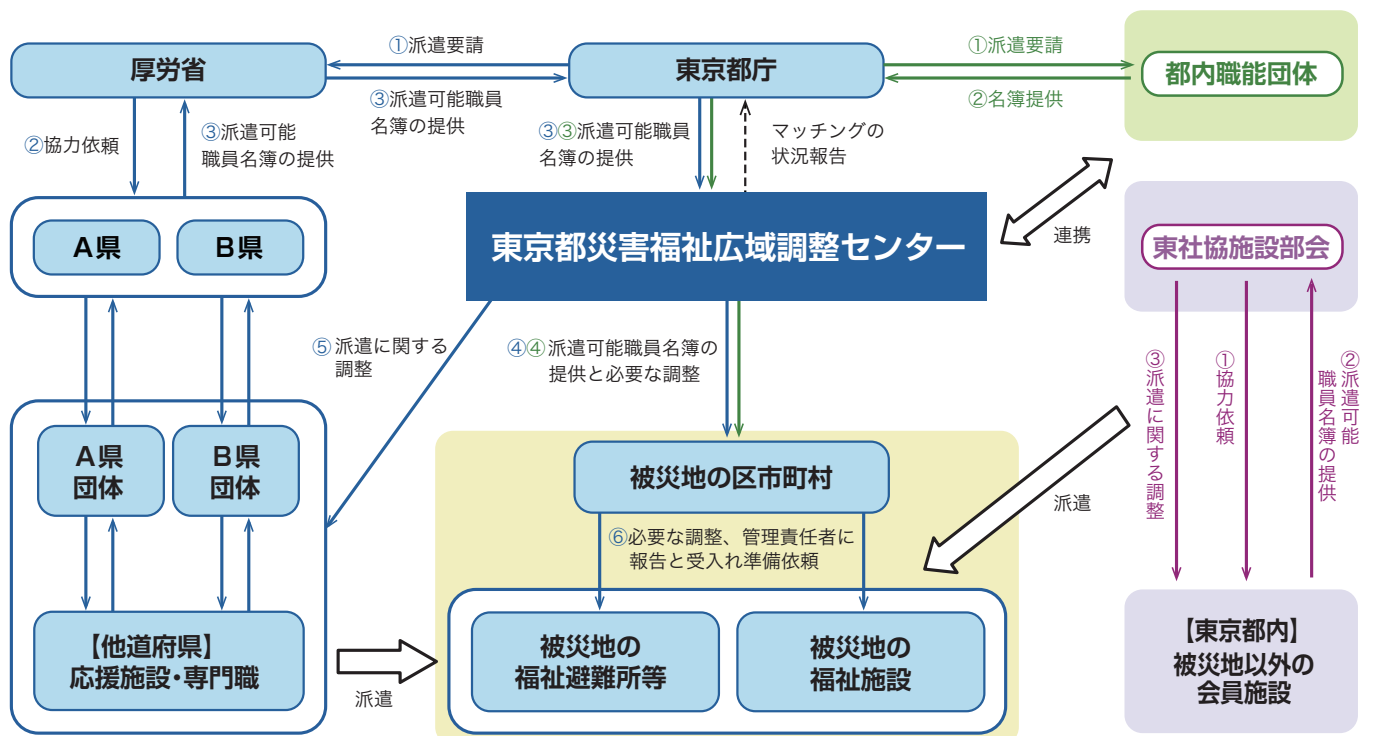 厚労省
①派遣要請
③派遣可能職員
名簿の提供
東京都庁
①派遣要請
②名簿提供
都内職能団体
②協力依頼
③派遣可能
職員名簿の提供
③③派遣可能職員
名簿の提供
マッチングの
状況報告
A県
B県
東京都災害福祉広域調整センター
連携
東社協施設部会
⑤派遣に関する
調整
④④派遣可能職員名簿の
提供と必要な調整
③派遣に関する調整
①協力依頼
②派遣可能
職員名簿の提供
A県
団体
B県
団体
被災地の区市町村
派遣
⑥必要な調整、管理責任者に
報告と受入れ準備依頼
【他道府県】
応援施設・専門職
派遣
被災地の
福祉避難所等
被災地の
福祉施設
【東京都内】
被災地以外の
会員施設